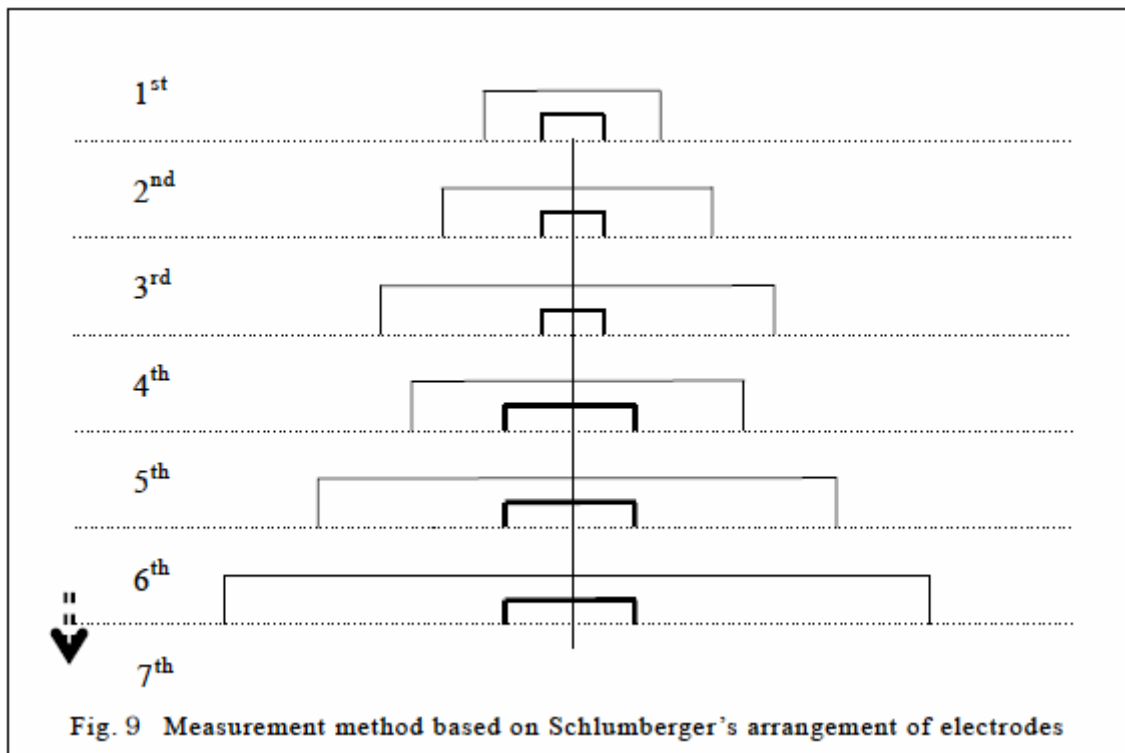 1st
2nd
3rd
4th
5th
6th
7th
Fig. 9 Measurement method based on Schlumberger's arrangement of electrodes